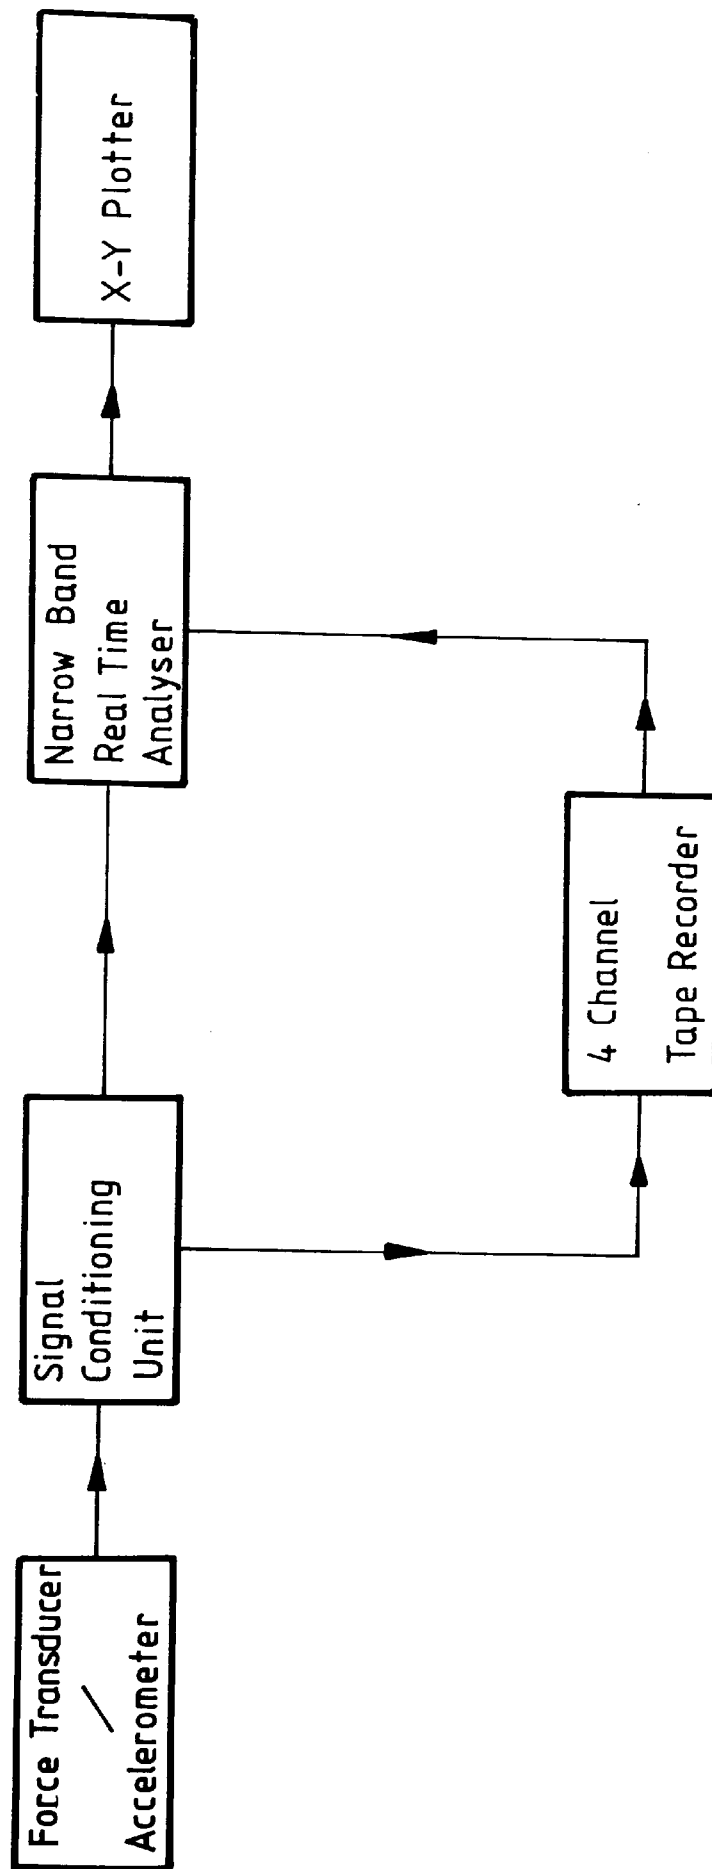 Force Transducer
/
Accelerometer
Signal
Conditioning
Unit
Narrow Band
Real Time
Analyser
X-Y Plotter
4 Channel
Tape Recorder